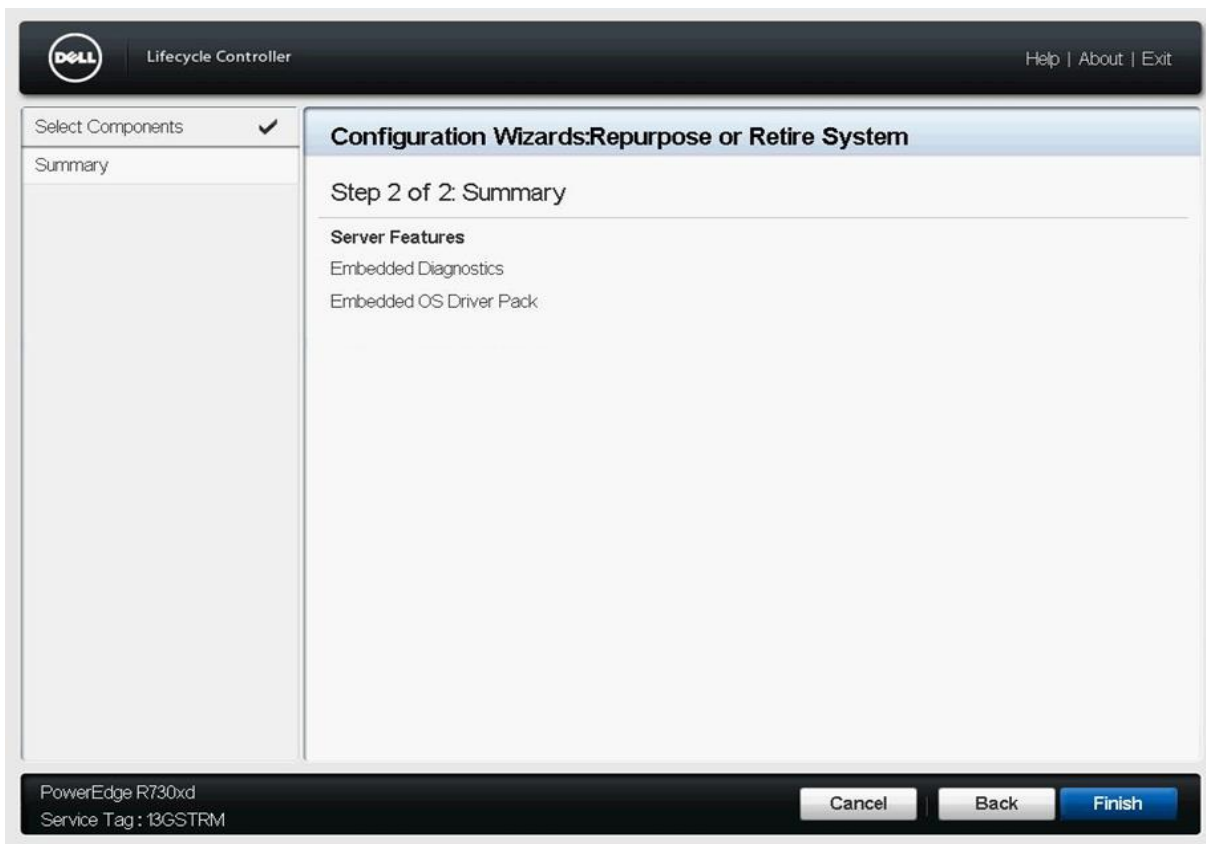 DELL
Lifecycle Controller
Help | About | Exit
Select Components
Summary
Configuration Wizards:Repurpose or Retire System
Step 2 of 2: Summary
Server Features
Embedded Diagnostics
Embedded OS Driver Pack
PowerEdge R730xd
Service Tag : 13GSTRM
Cancel | Back Finish